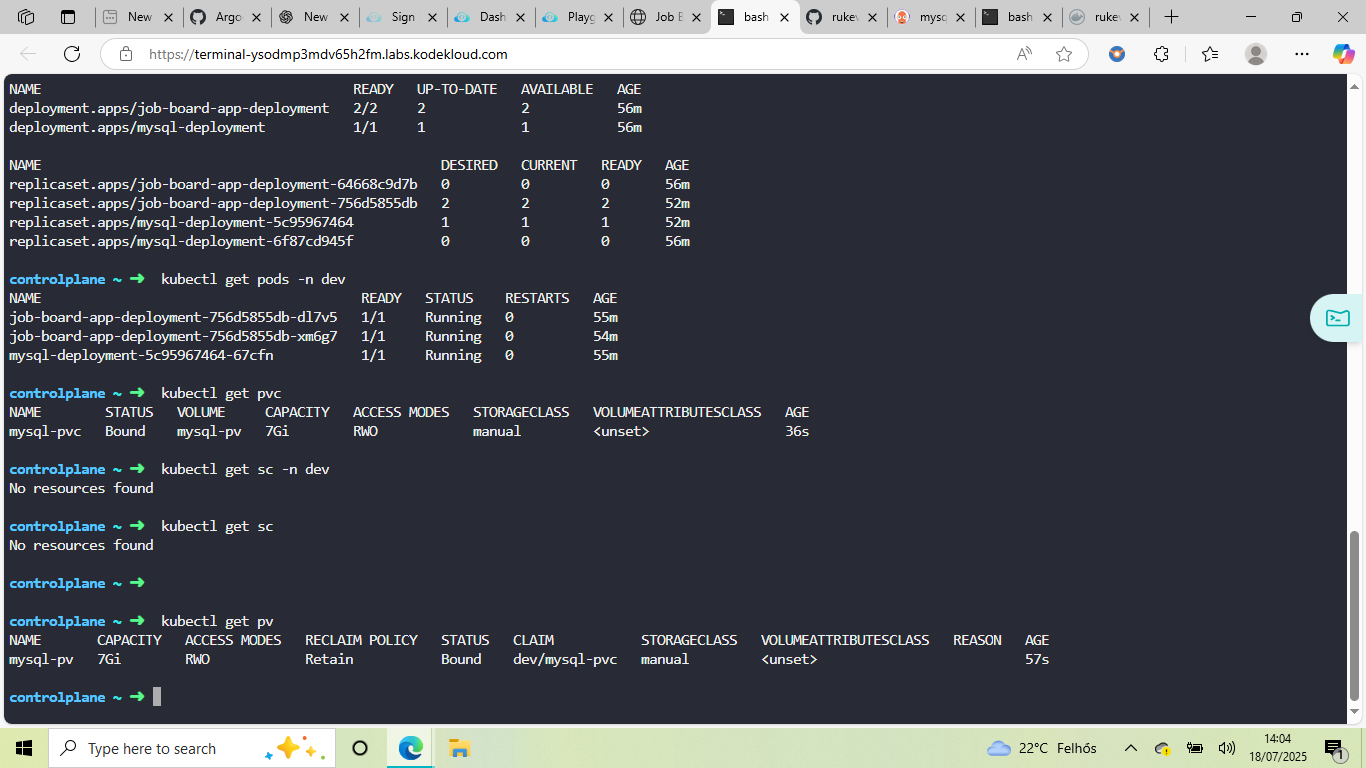 New
Argo
New
Sign
Dash
Playg
Job B
bash
rukev
mysq
bash
rukev
https://terminal-ysodmp3mdv65h2fm.labs.kodekloud.com
NAME READY UP-TO-DATE AVAILABLE AGE
deployment.apps/job-board-app-deployment 2/2 2 2 56m
deployment.apps/mysql-deployment 1/1 1 1 56m
NAME DESIRED CURRENT READY AGE
replicaset.apps/job-board-app-deployment-64668c9d7b 0 0 0 56m
replicaset.apps/job-board-app-deployment-756d5855db 2 2 2 52m
replicaset.apps/mysql-deployment-5c95967464 1 1 1 52m
replicaset.apps/mysql-deployment-6f87cd945f 0 0 0 56m
controlplane ~ ➜ kubectl get pods -n dev
NAME READY STATUS RESTARTS AGE
job-board-app-deployment-756d5855db-dl7v5 1/1 Running 0 55m
job-board-app-deployment-756d5855db-xm6g7 1/1 Running 0 54m
mysql-deployment-5c95967464-67cfn 1/1 Running 0 55m
controlplane ~ ➜ kubectl get pvc
NAME STATUS VOLUME CAPACITY ACCESS MODES STORAGECLASS VOLUMEATTRIBUTESCLASS AGE
mysql-pvc Bound mysql-pv 7Gi RWO manual <unset> 36s
controlplane ~ ➜ kubectl get sc -n dev
No resources found
controlplane ~ ➜ kubectl get sc
No resources found
controlplane ~ ➜
controlplane ~ ➜ kubectl get pv
NAME CAPACITY ACCESS MODES RECLAIM POLICY STATUS CLAIM STORAGECLASS VOLUMEATTRIBUTESCLASS REASON AGE
mysql-pv 7Gi RWO Retain Bound dev/mysql-pvc manual <unset> 57s
controlplane ~ ➜
Type here to search
22°C Felhős
14:04
18/07/2025
1